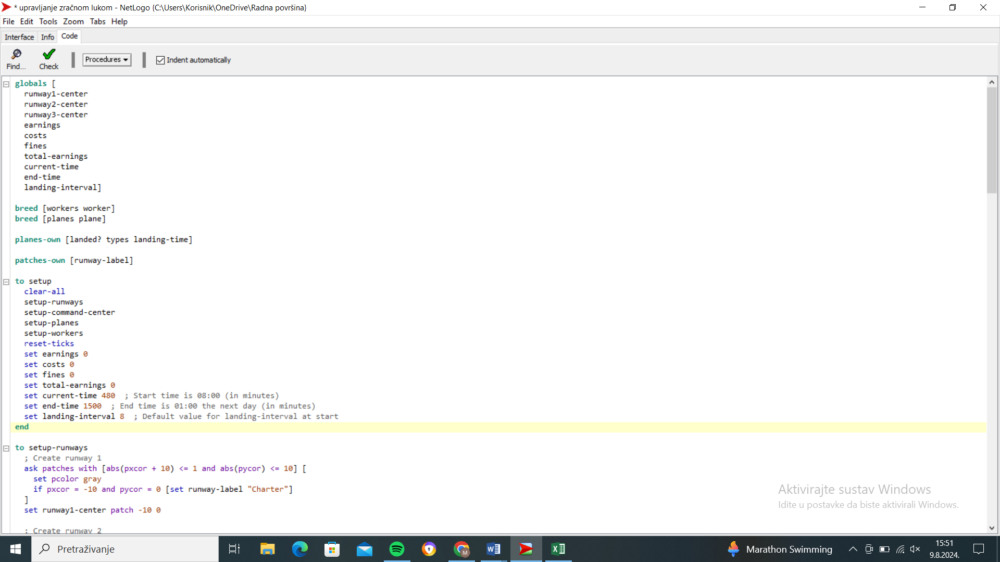 * upravljanje zračnom lukom - NetLogo {C:\Users\Korisnik\OneDrive\Radna površina}
File Edit Tools Zoom Tabs Help
Interface Info Code
Find... Check Procedures Indent automatically
globals [
runway1-center
runway2-center
runway3-center
earnings
costs
fines
total-earnings
current-time
end-time
landing-interval]
breed [workers worker]
breed [planes plane]
planes-own [landed? types landing-time]
patches-own [runway-label]
to setup
clear-all
setup-runways
setup-command-center
setup-planes
setup-workers
reset-ticks
set earnings 0
set costs 0
set fines 0
set total-earnings 0
set current-time 480  ; Start time is 08:00 (in minutes)
set end-time 1500  ; End time is 01:00 the next day (in minutes)
set landing-interval 8  ; Default value for landing-interval at start
end
to setup-runways
; Create runway 1
ask patches with [abs(pxcor + 10) <= 1 and abs(pycor) <= 10] [
set pcolor gray
if pxcor = -10 and pycor = 0 [set runway-label "Charter"]
]
set runway1-center patch -10 0
; Create runway 2
Aktivirajte sustav Windows
Idite u postavke da biste aktivirali Windows.
Pretraživanje
M
Marathon Swimming
15:51
9.8.2024.